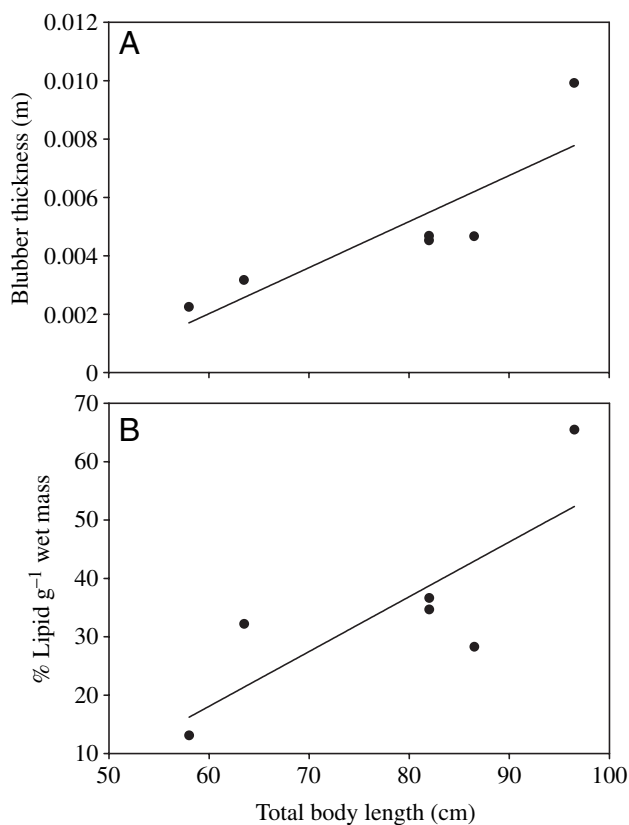 A
0.012
0.010
0.008
0.006
0.004
0.002
0
Blubber thickness (m)
B
70
60
50
40
30
20
10
% Lipid g⁻¹ wet mass
50 60 70 80 90 100
Total body length (cm)